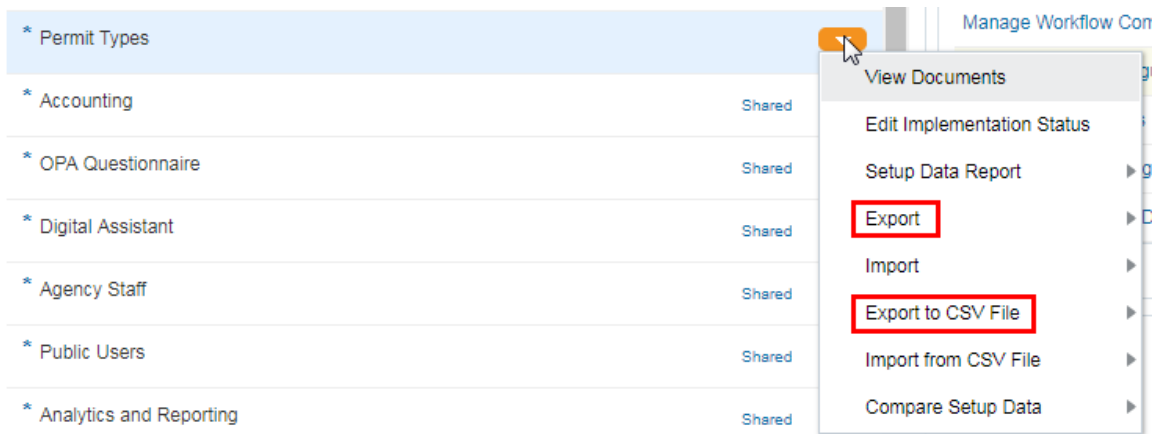 * Permit Types
* Accounting
Shared
* OPA Questionnaire
Shared
* Digital Assistant
Shared
* Agency Staff
Shared
* Public Users
Shared
* Analytics and Reporting
Shared
View Documents
Edit Implementation Status
Setup Data Report
Export
Import
Export to CSV File
Import from CSV File
Compare Setup Data
Manage Workflow